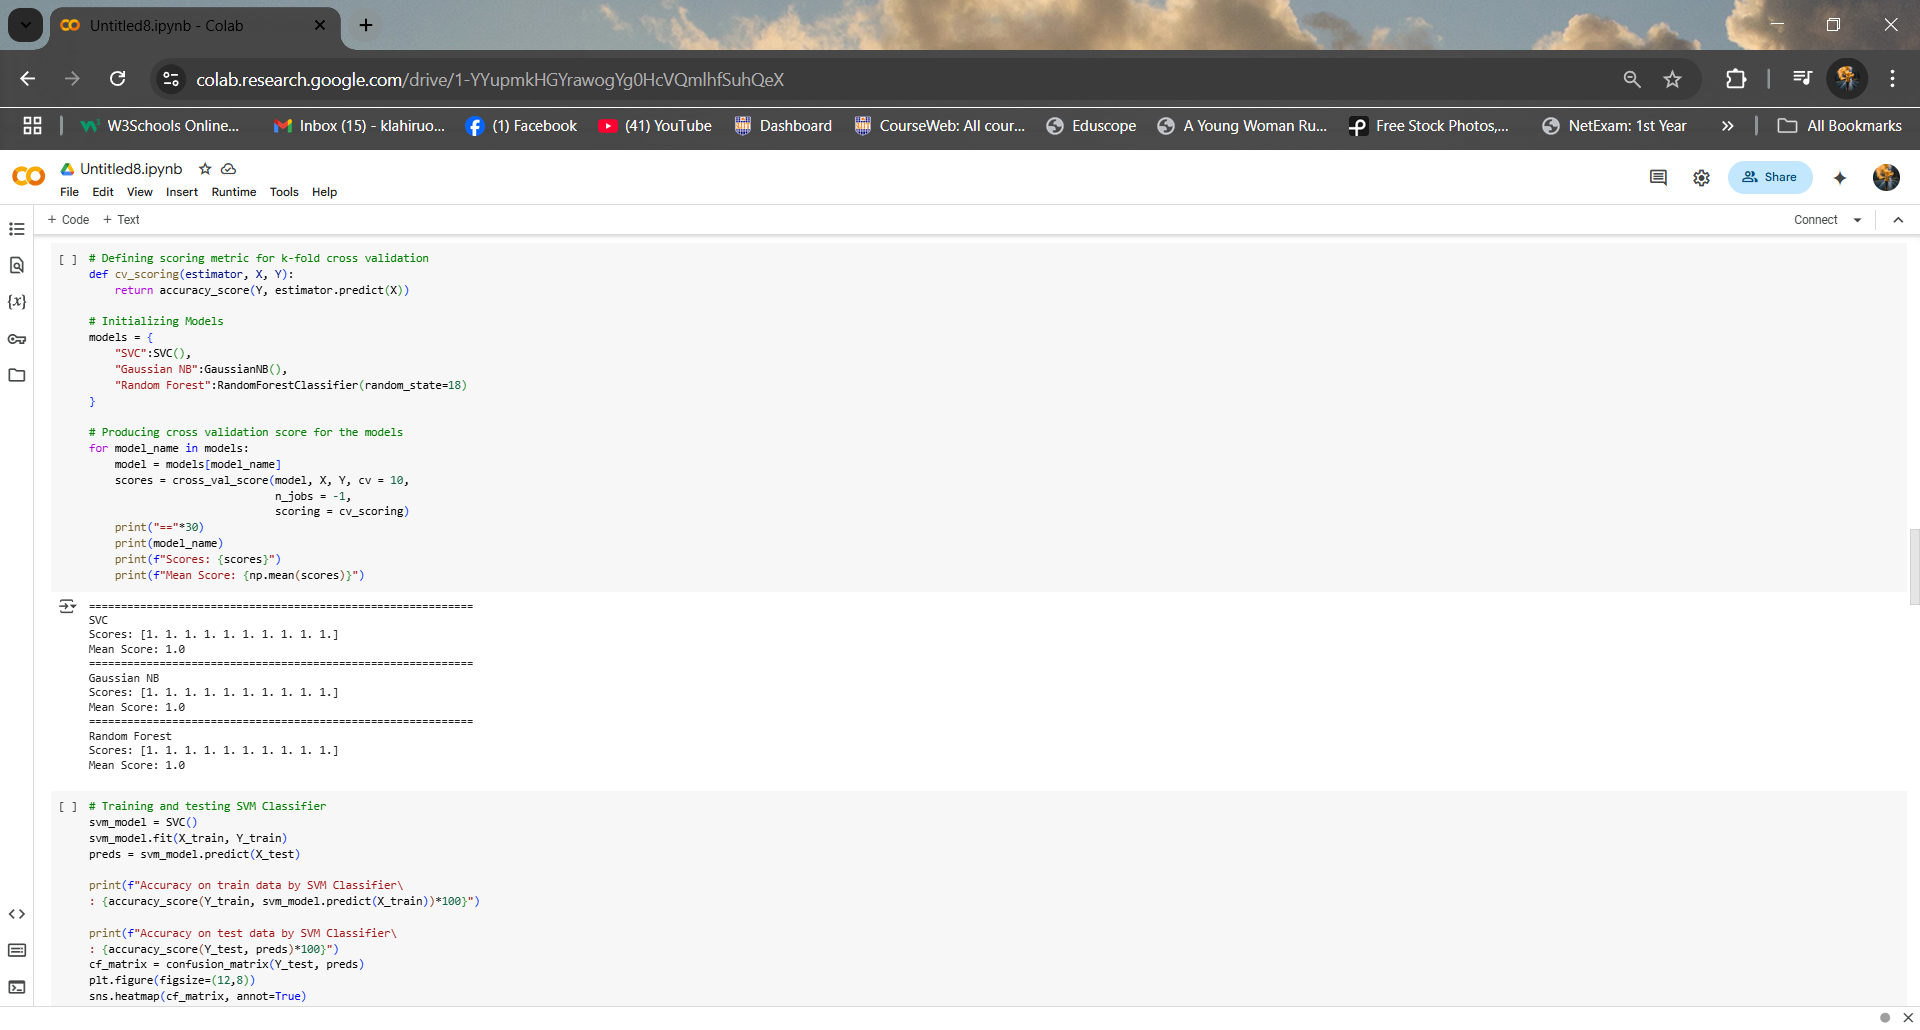 Untitled8.ipynb - Colab
colab.research.google.com/drive/1-YYupmkHGYrawogYg0HcVQmlhfSuhQeX
W3Schools Online... Inbox (15) - klahiruo... (1) Facebook (41) YouTube Dashboard CourseWeb: All cour... Eduscope A Young Woman Ru... Free Stock Photos,... NetExam: 1st Year » All Bookmarks
Untitled8.ipynb
File Edit View Insert Runtime Tools Help
Share
+ Code + Text
Connect
[ ] # Defining scoring metric for k-fold cross validation
def cv_scoring(estimator, X, Y):
return accuracy_score(Y, estimator.predict(X))
# Initializing Models
models = {
"SVC":SVC(),
"Gaussian NB":GaussianNB(),
"Random Forest":RandomForestClassifier(random_state=18)
}
# Producing cross validation score for the models
for model_name in models:
model = models[model_name]
scores = cross_val_score(model, X, Y, cv = 10,
n_jobs = -1,
scoring = cv_scoring)
print("=="*30)
print(model_name)
print(f"Scores: {scores}")
print(f"Mean Score: {np.mean(scores)}")
============================================================
SVC
Scores: [1. 1. 1. 1. 1. 1. 1. 1. 1. 1.]
Mean Score: 1.0
============================================================
Gaussian NB
Scores: [1. 1. 1. 1. 1. 1. 1. 1. 1. 1.]
Mean Score: 1.0
============================================================
Random Forest
Scores: [1. 1. 1. 1. 1. 1. 1. 1. 1. 1.]
Mean Score: 1.0
[ ] # Training and testing SVM Classifier
svm_model = SVC()
svm_model.fit(X_train, Y_train)
preds = svm_model.predict(X_test)
print(f"Accuracy on train data by SVM Classifier\
: {accuracy_score(Y_train, svm_model.predict(X_train))*100}")
print(f"Accuracy on test data by SVM Classifier\
: {accuracy_score(Y_test, preds)*100}")
cf_matrix = confusion_matrix(Y_test, preds)
plt.figure(figsize=(12,8))
sns.heatmap(cf_matrix, annot=True)